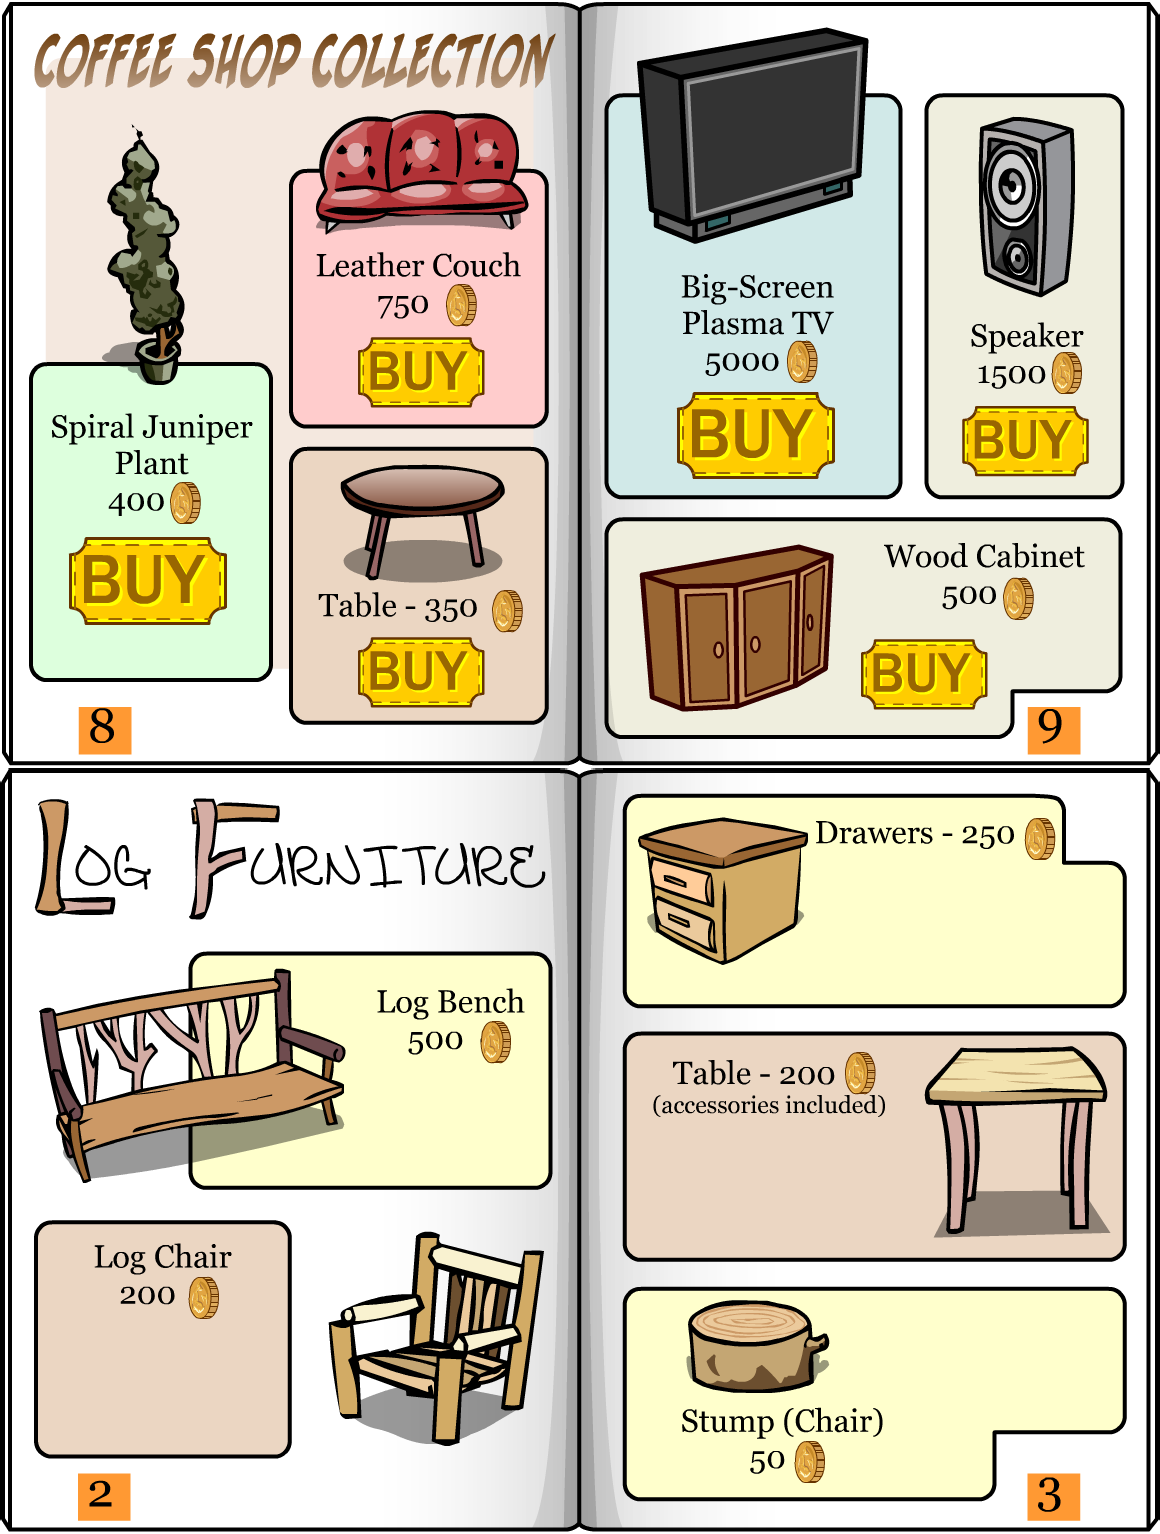 COFFEE SHOP COLLECTION
Spiral Juniper
Plant
400
BUY
Leather Couch
750
BUY
Table - 350
BUY
8
Big-Screen
Plasma TV
5000
BUY
Speaker
1500
BUY
Wood Cabinet
500
BUY
9
LOG FURNITURE
Log Bench
500
Log Chair
200
2
Drawers - 250
Table - 200
(accessories included)
Stump (Chair)
50
3